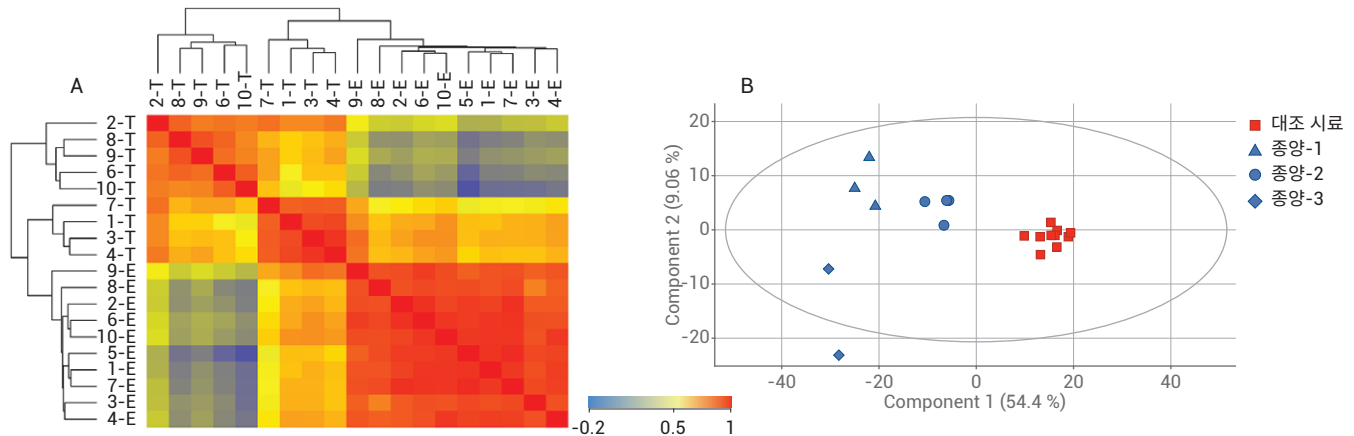 A
2-T
8-T
9-T
6-T
10-T
7-T
1-T
3-T
4-T
9-E
8-E
2-E
6-E
10-E
5-E
1-E
7-E
3-E
4-E
2-T
8-T
9-T
6-T
10-T
7-T
1-T
3-T
4-T
9-E
8-E
2-E
6-E
10-E
5-E
1-E
7-E
3-E
4-E
-0.2 0.5 1
B
Component 2 (9.06 %)
20
10
0
-10
-20
-40 -20 0 20 40
Component 1 (54.4 %)
대조 시료
종양-1
종양-2
종양-3